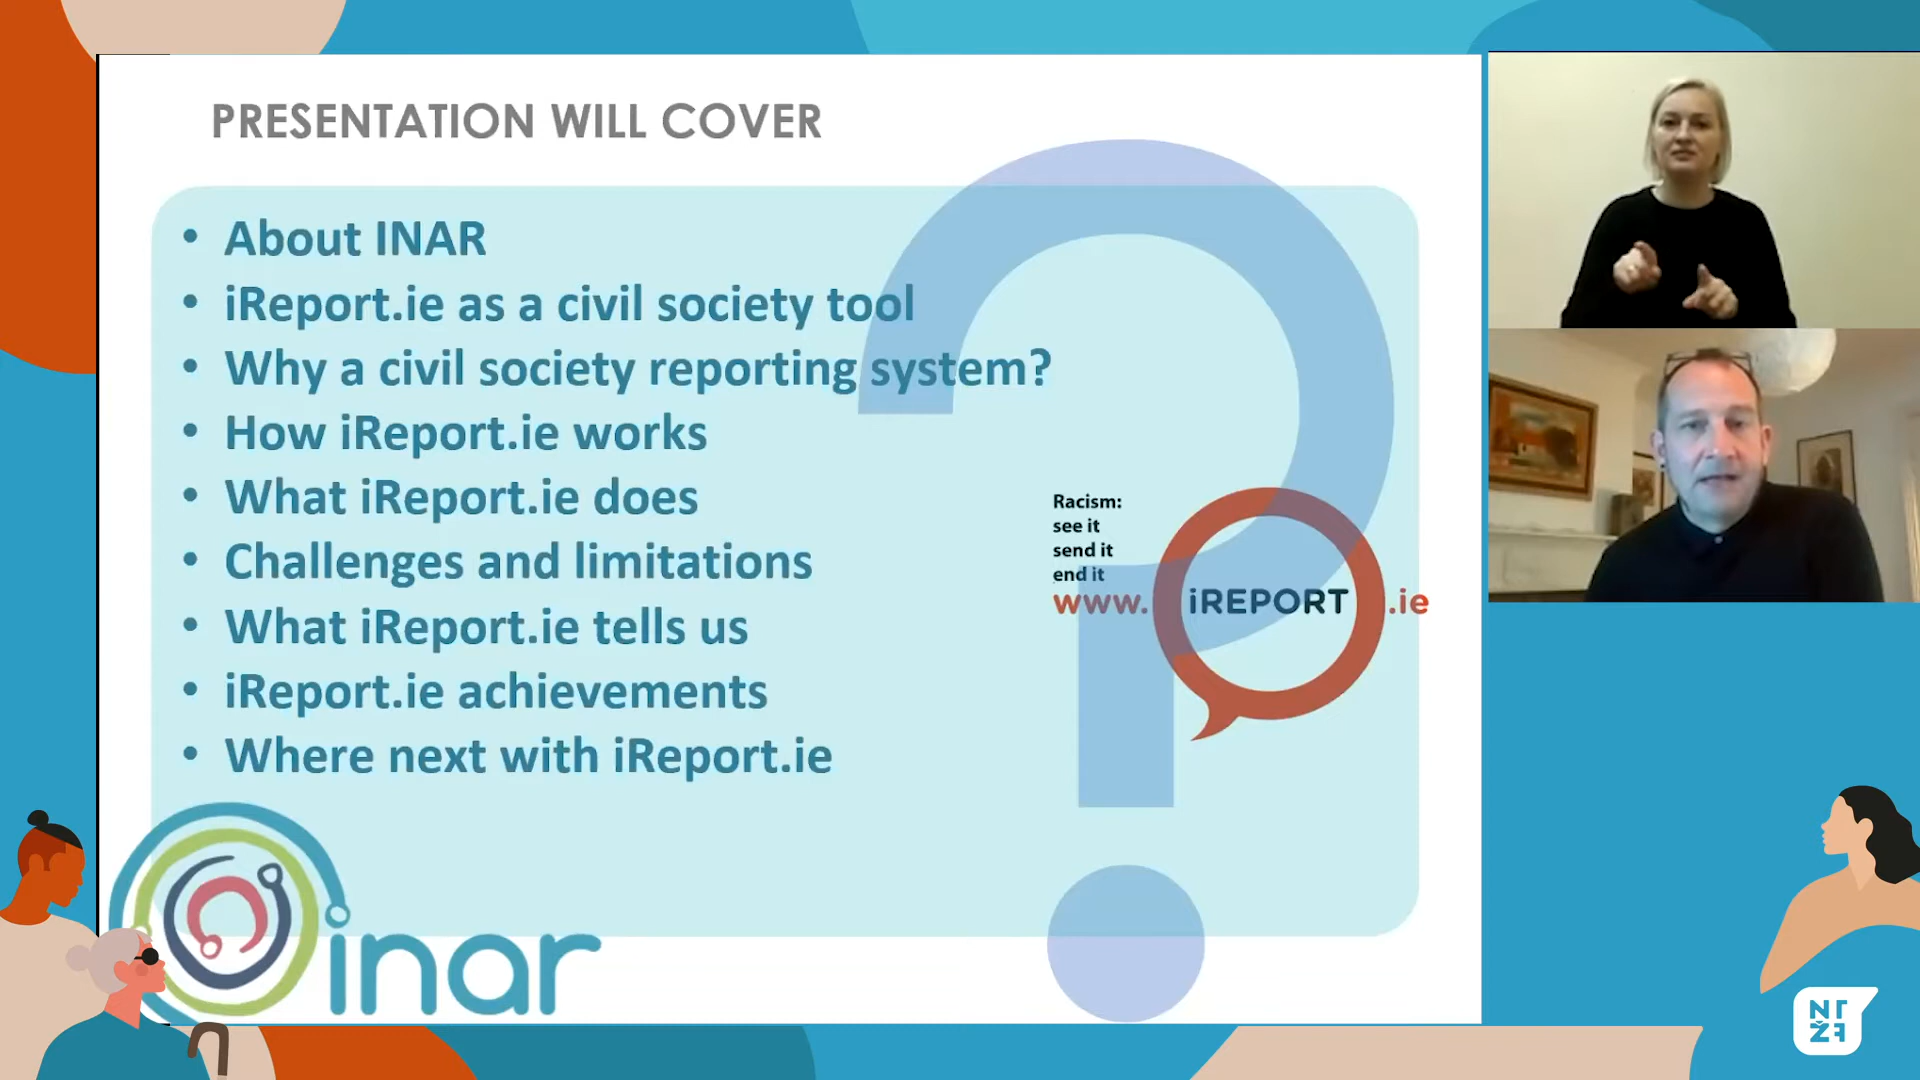 PRESENTATION WILL COVER
• About INAR
• iReport.ie as a civil society tool
• Why a civil society reporting system?
• How iReport.ie works
• What iReport.ie does
• Challenges and limitations
• What iReport.ie tells us
• iReport.ie achievements
• Where next with iReport.ie
Racism:
see it
send it
end it
www.iREPORT.ie
inar